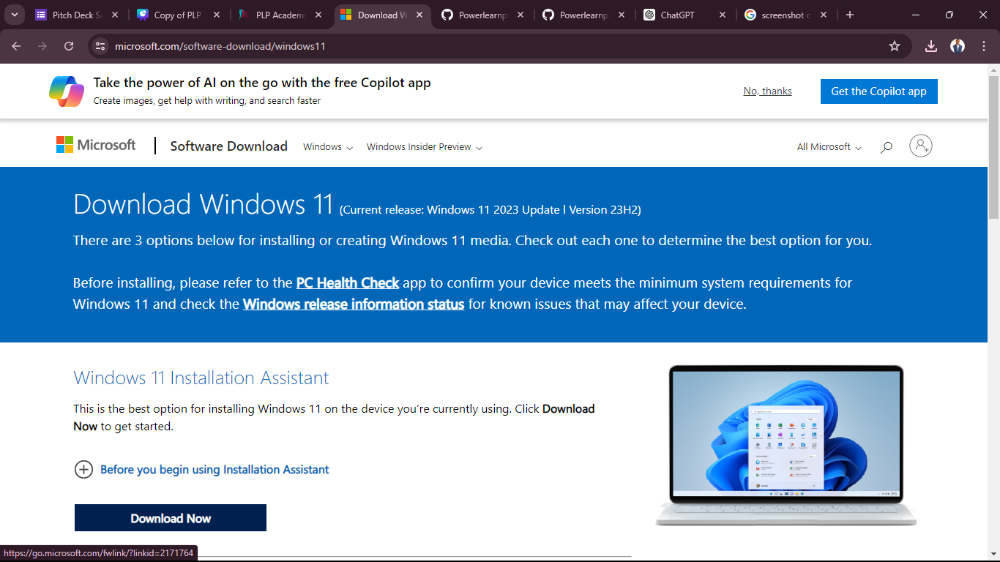 Pitch Deck Su
Copy of PLP
PLP Academy
Download W
Powerlearnp
Powerlearnp
ChatGPT
screenshot o
microsoft.com/software-download/windows11
Take the power of AI on the go with the free Copilot app
Create images, get help with writing, and search faster
No, thanks
Get the Copilot app
Microsoft
Software Download
Windows
Windows Insider Preview
All Microsoft
Download Windows 11 (Current release: Windows 11 2023 Update l Version 23H2)
There are 3 options below for installing or creating Windows 11 media. Check out each one to determine the best option for you.
Before installing, please refer to the PC Health Check app to confirm your device meets the minimum system requirements for
Windows 11 and check the Windows release information status for known issues that may affect your device.
Windows 11 Installation Assistant
This is the best option for installing Windows 11 on the device you’re currently using. Click Download
Now to get started.
Before you begin using Installation Assistant
Download Now
https://go.microsoft.com/fwlink/?linkid=2171764